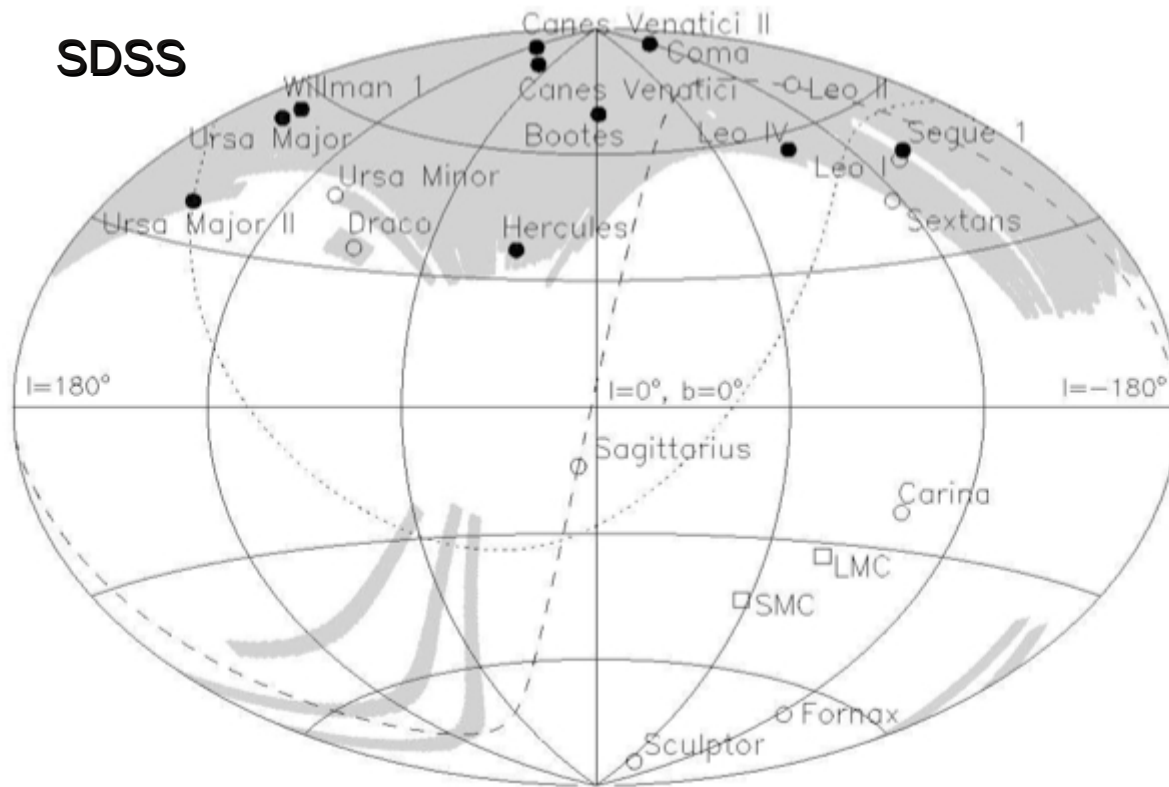 SDSS
Canes Venatici II
Coma
Willman 1
Canes Venatici
Leo II
Ursa Major
Bootes
Leo IV
Segue 1
Leo I
Ursa Minor
Ursa Major II
Draco
Hercules
Sextans
l=180°
l=0°, b=0°
l=-180°
Sagittarius
Carina
LMC
SMC
Fornax
Sculptor